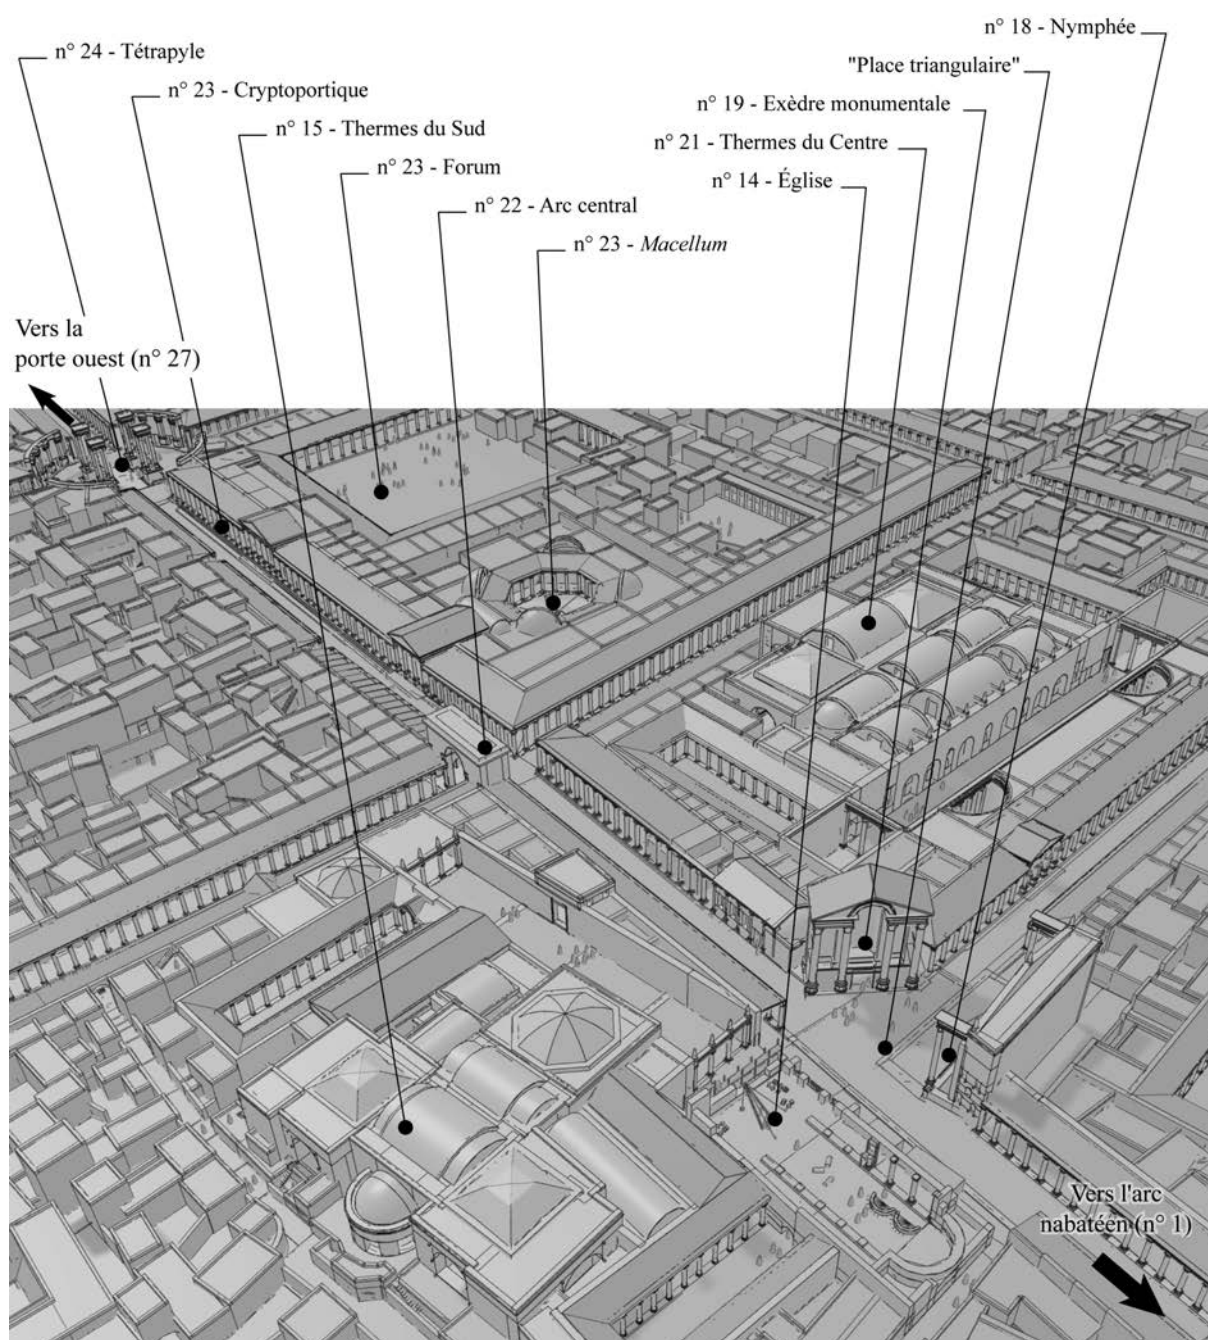 n° 18 - Nymphée
n° 24 - Tétrapyle
"Place triangulaire"
n° 23 - Cryptoportique
n° 19 - Exèdre monumentale
n° 15 - Thermes du Sud
n° 21 - Thermes du Centre
n° 23 - Forum
n° 14 - Église
n° 22 - Arc central
n° 23 - Macellum
Vers la
porte ouest (n° 27)
Vers l'arc
nabatéén (n° 1)